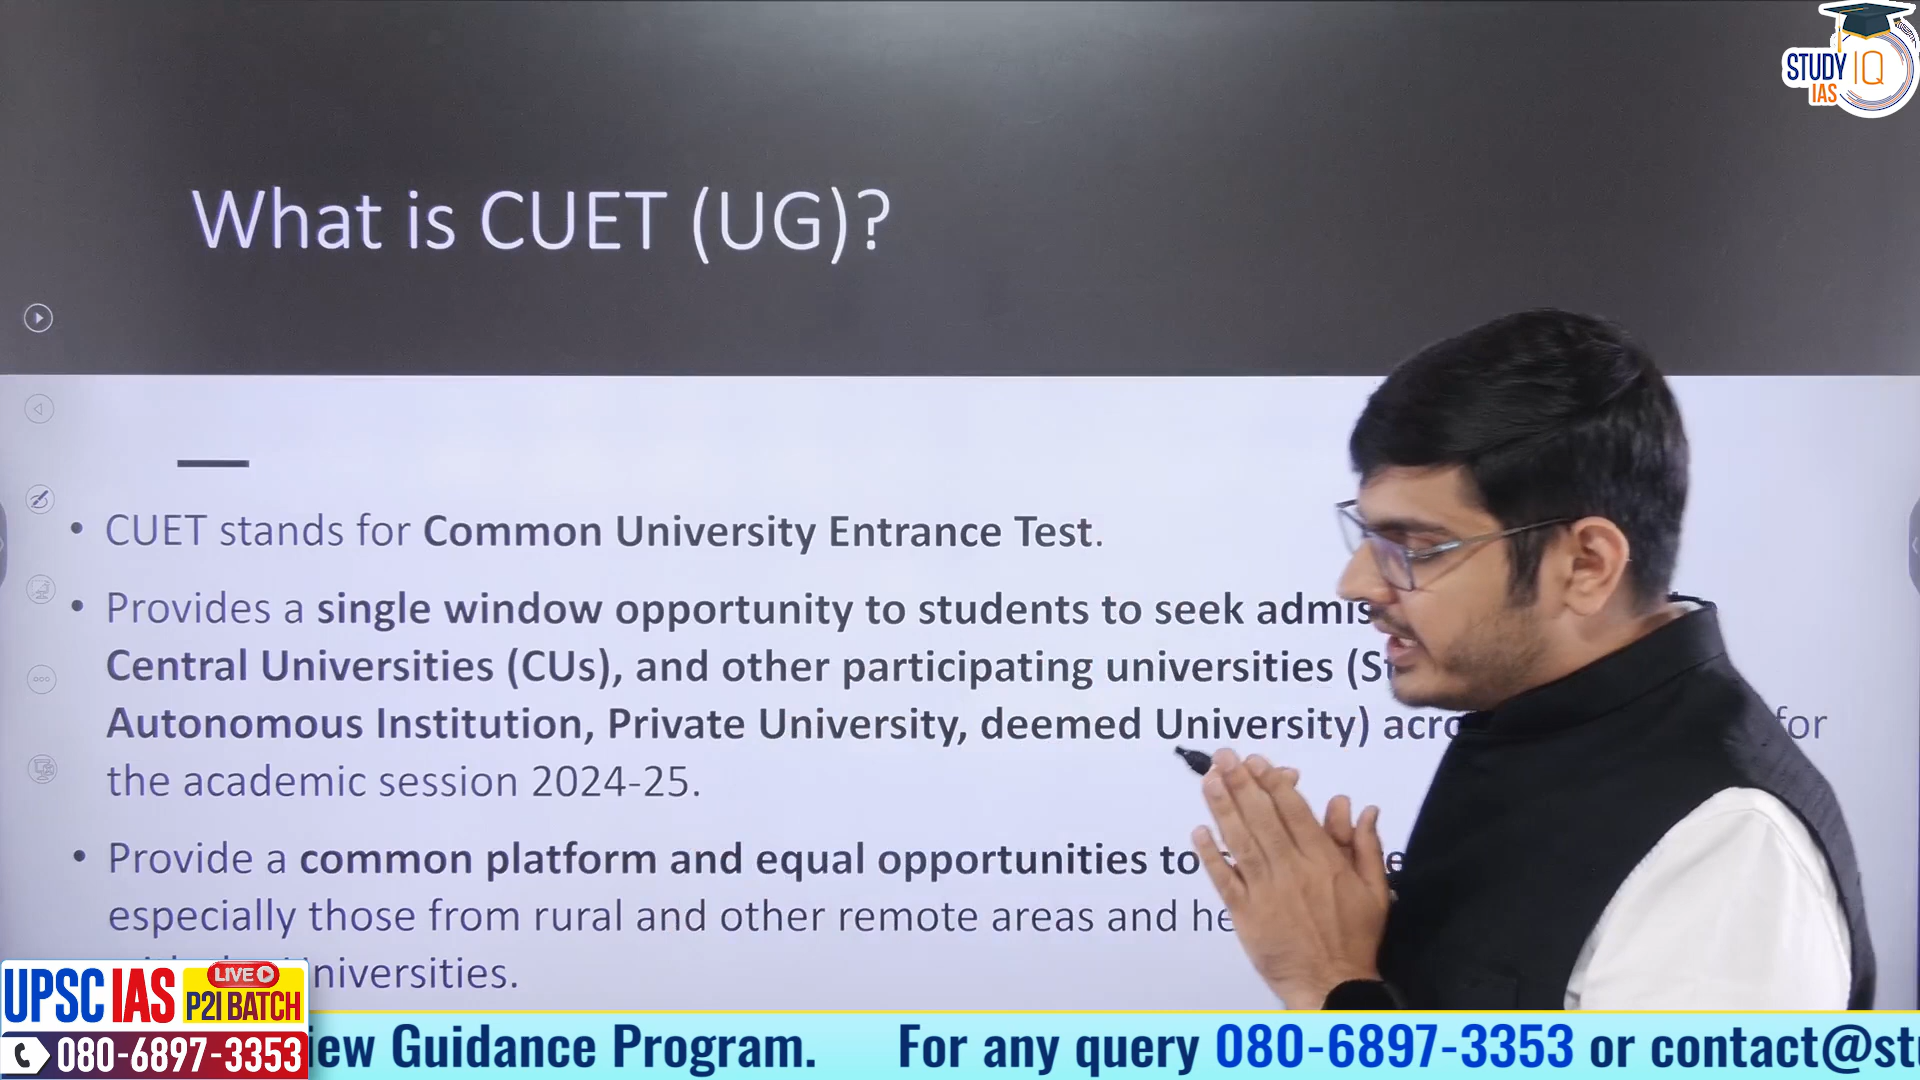 STUDY IQ
IAS
What is CUET (UG)?
• CUET stands for Common University Entrance Test.
• Provides a single window opportunity to students to seek admis
Central Universities (CUs), and other participating universities (S
Autonomous Institution, Private University, deemed University) acro for
the academic session 2024-25.
• Provide a common platform and equal opportunities to
especially those from rural and other remote areas and he
niversities.
UPSC IAS LIVE P2I BATCH
080-6897-3353
iew Guidance Program. For any query 080-6897-3353 or contact@st